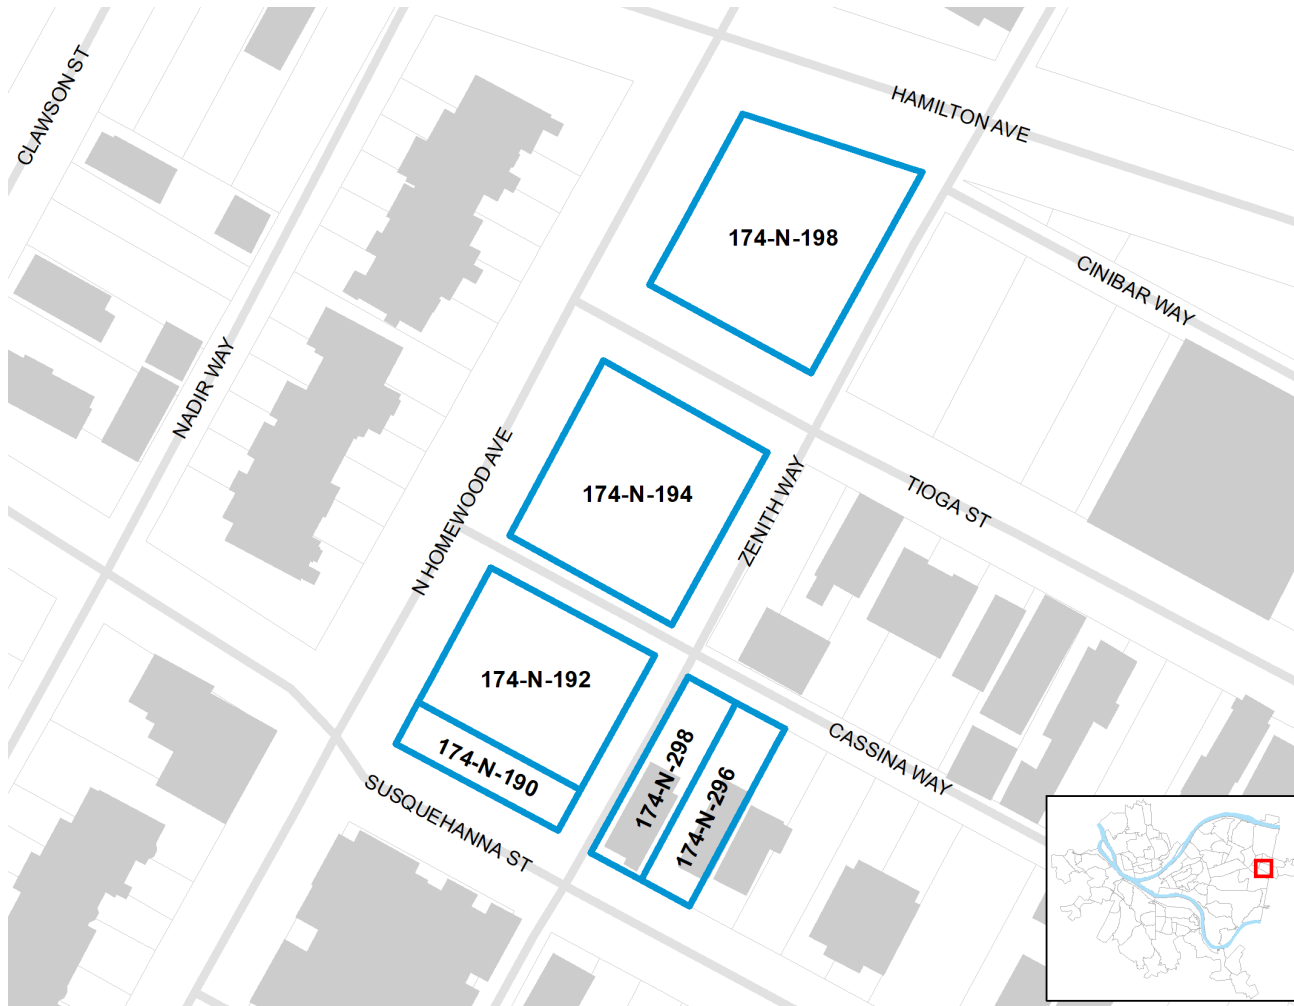 CLAWSON ST
HAMILTON AVE
174-N-198
CINIBAR WAY
NADIR WAY
N HOMEWOOD AVE
174-N-194
ZENITH WAY
TIOGA ST
174-N-192
174-N-190
174-N-298
174-N-296
CASSINA WAY
SUSQUEHANNA ST